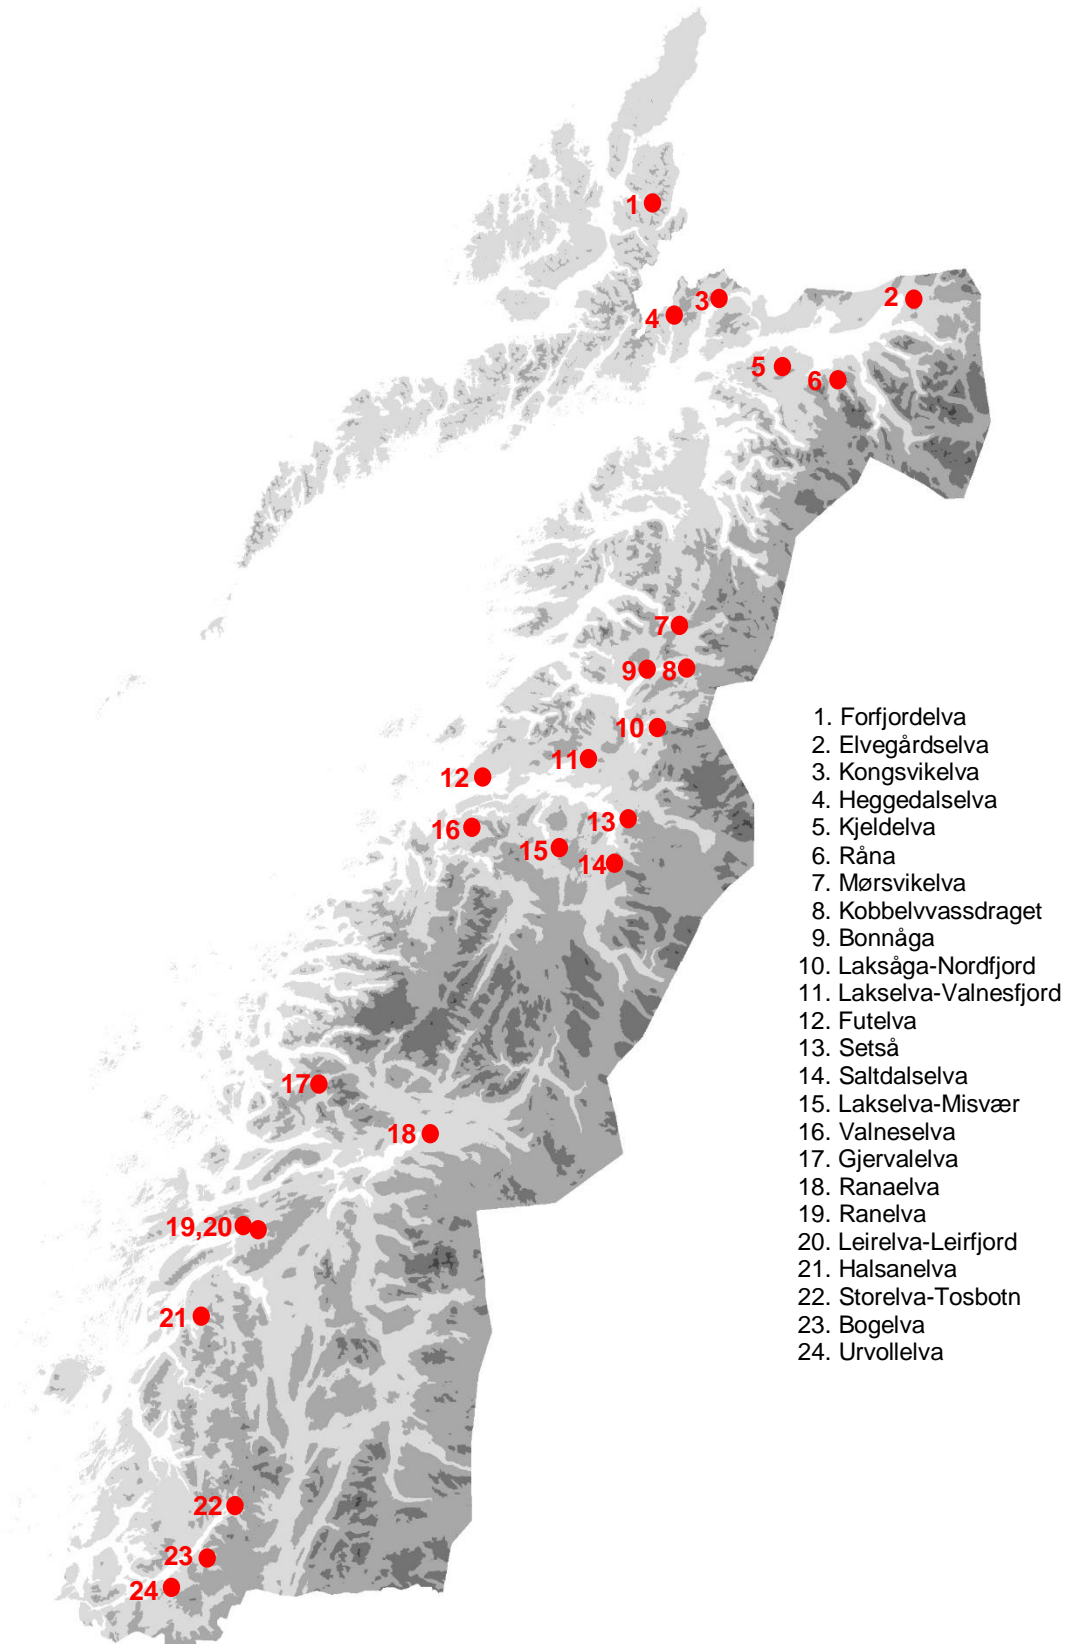 1
2
3
4
5
6
7
9 8
10
11
12
13
16
15
14
17
18
19,20
21
22
23
24
1. Forfjordelva
2. Elvegårdselva
3. Kongsvikelva
4. Heggedalselva
5. Kjeldelva
6. Råna
7. Mørsvikelva
8. Kobbelvvassdraget
9. Bonnåga
10. Laksåga-Nordfjord
11. Lakselva-Valnesfjord
12. Futelva
13. Setså
14. Saltdalselva
15. Lakselva-Misvær
16. Valneselva
17. Gjervalelva
18. Ranaelva
19. Ranelva
20. Leirelva-Leirfjord
21. Halsanelva
22. Storelva-Tosbotn
23. Bogelva
24. Urvollelva